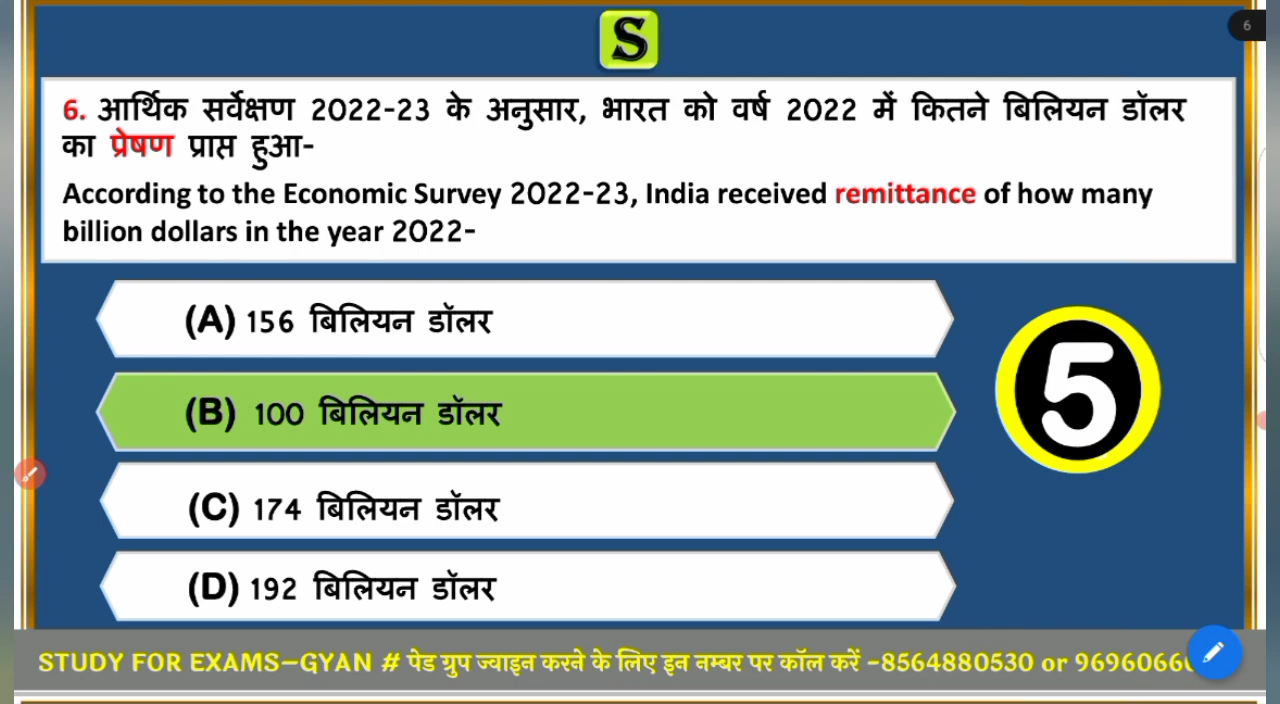 S
6
6. आर्थिक सर्वेक्षण 2022-23 के अनुसार, भारत को वर्ष 2022 में कितने बिलियन डॉलर
का प्रेषण प्राप्त हुआ-
According to the Economic Survey 2022-23, India received remittance of how many
billion dollars in the year 2022-
(A) 156 बिलियन डॉलर
(B) 100 बिलियन डॉलर
5
(C) 174 बिलियन डॉलर
(D) 192 बिलियन डॉलर
STUDY FOR EXAMS–GYAN # पेड ग्रुप ज्वाइन करने के लिए इन नम्बर पर कॉल करें -8564880530 or